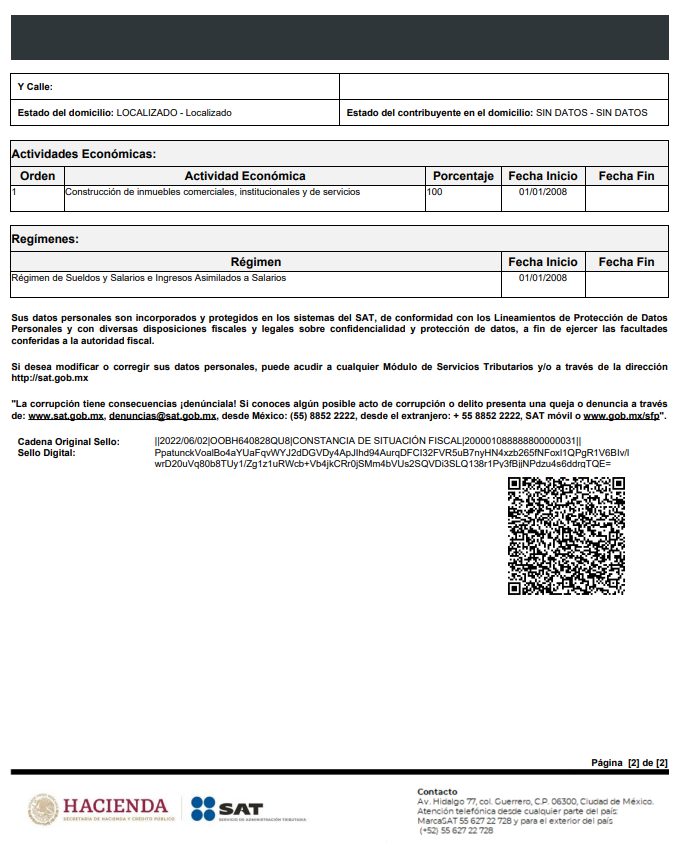 Y Calle:
Estado del domicilio: LOCALIZADO - Localizado Estado del contribuyente en el domicilio: SIN DATOS - SIN DATOS
Actividades Económicas:
Orden Actividad Económica Porcentaje Fecha Inicio Fecha Fin
1 Construcción de inmuebles comerciales, institucionales y de servicios 100 01/01/2008
Regímenes:
Régimen Fecha Inicio Fecha Fin
Régimen de Sueldos y Salarios e Ingresos Asimilados a Salarios 01/01/2008
Sus datos personales son incorporados y protegidos en los sistemas del SAT, de conformidad con los Lineamientos de Protección de Datos
Personales y con diversas disposiciones fiscales y legales sobre confidencialidad y protección de datos, a fin de ejercer las facultades
conferidas a la autoridad fiscal.
Si desea modificar o corregir sus datos personales, puede acudir a cualquier Módulo de Servicios Tributarios y/o a través de la dirección
http://sat.gob.mx
"La corrupción tiene consecuencias ¡denúnciala! Si conoces algún posible acto de corrupción o delito presenta una queja o denuncia a través
de: www.sat.gob.mx, denuncias@sat.gob.mx, desde México: (55) 8852 2222, desde el extranjero: + 55 8852 2222, SAT móvil o www.gob.mx/sfp".
Cadena Original Sello: ||2022/06/02|OOBH640828QU8|CONSTANCIA DE SITUACIÓN FISCAL|200001088888800000031||
Sello Digital: PpatunckVoalBo4aYUaFqvWYJ2dDGVDy4ApJlhd94AurqDFCI32FVR5uB7nyHN4xzb265fNFoxI1QPgR1V6BIv/I
wrD20uVq80b8TUy1/Zg1z1uRWcb+Vb4jkCRr0jSMm4bVUs2SQVDi3SLQ138r1Py3fBijNPdzu4s6ddrqTQE=
Página [2] de [2]
HACIENDA
SECRETARÍA DE HACIENDA Y CRÉDITO PÚBLICO
SAT
SERVICIO DE ADMINISTRACIÓN TRIBUTARIA
Contacto
Av. Hidalgo 77, col. Guerrero, C.P. 06300, Ciudad de México.
Atención telefónica desde cualquier parte del país:
MarcaSAT 55 627 22 728 y para el exterior del país
(+52) 55 627 22 728